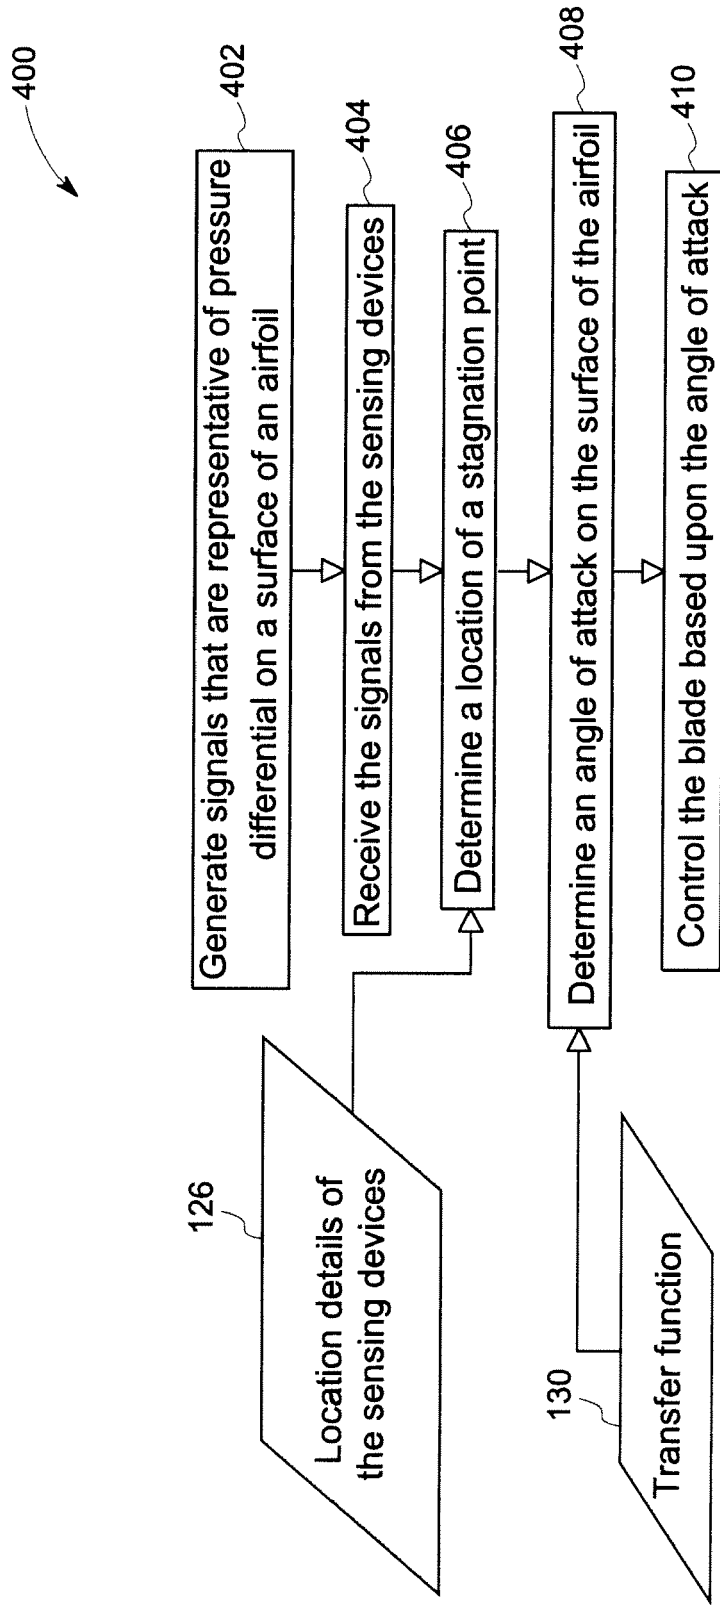 400
402
Generate signals that are representative of pressure
differential on a surface of an airfoil
404
Receive the signals from the sensing devices
126
Location details of
the sensing devices
406
Determine a location of a stagnation point
408
Determine an angle of attack on the surface of the airfoil
130
Transfer function
410
Control the blade based upon the angle of attack